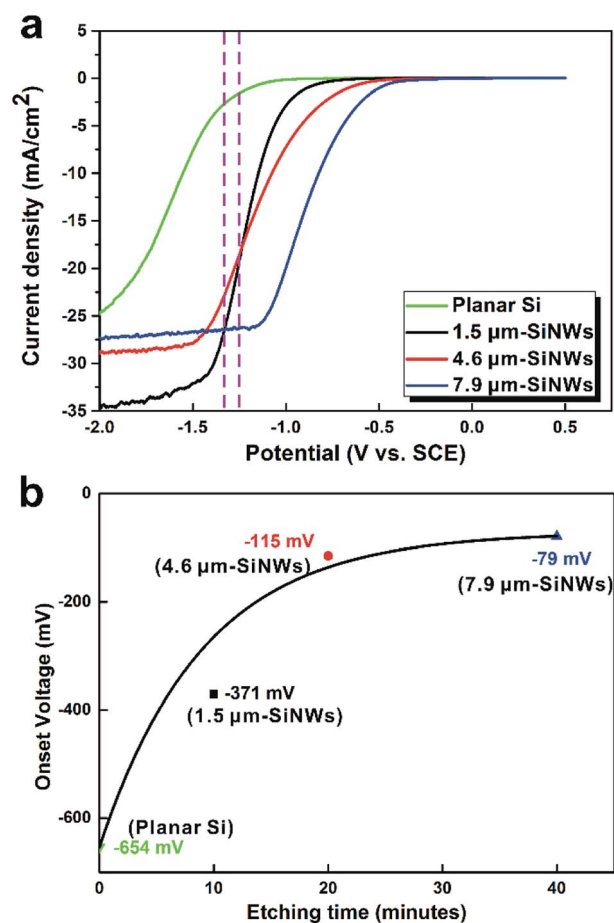 a
5
0
-5
-10
-15
-20
-25
-30
-35
Current density (mA/cm²)
Planar Si
1.5 µm-SiNWs
4.6 µm-SiNWs
7.9 µm-SiNWs
-2.0 -1.5 -1.0 -0.5 0.0 0.5
Potential (V vs. SCE)
b
0
-200
-400
-600
-700
Onset Voltage (mV)
-115 mV
(4.6 µm-SiNWs)
-79 mV
(7.9 µm-SiNWs)
-371 mV
(1.5 µm-SiNWs)
(Planar Si)
-654 mV
0 10 20 30 40
Etching time (minutes)